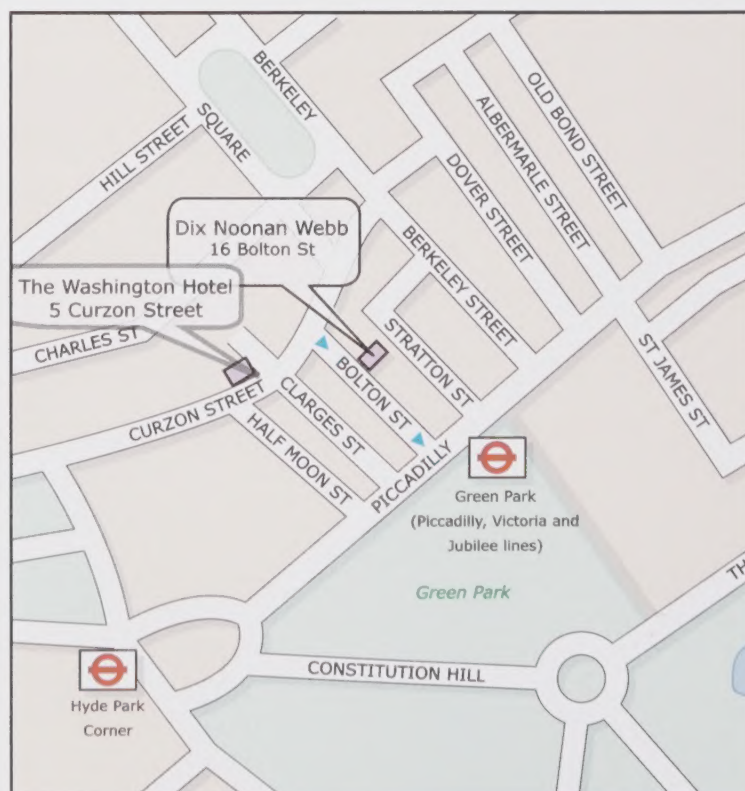 BERKELEY
SQUARE
HILL STREET
OLD BOND STREET
ALBERMARLE STREET
DOVER STREET
Dix Noonan Webb
16 Bolton St
BERKELEY STREET
The Washington Hotel
5 Curzon Street
CHARLES ST
STRATTON ST
BOLTON ST
ST JAMES ST
CURZON STREET
CLARGES ST
HALF MOON ST
PICCADILLY
Green Park
(Piccadilly, Victoria and
Jubilee lines)
Green Park
TH
CONSTITUTION HILL
Hyde Park
Corner